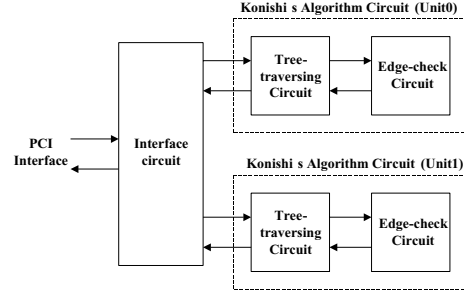 Konishi s Algorithm Circuit (Unit0)
Tree-
traversing
Circuit
Edge-check
Circuit
PCI
Interface
Interface
circuit
Konishi s Algorithm Circuit (Unit1)
Tree-
traversing
Circuit
Edge-check
Circuit